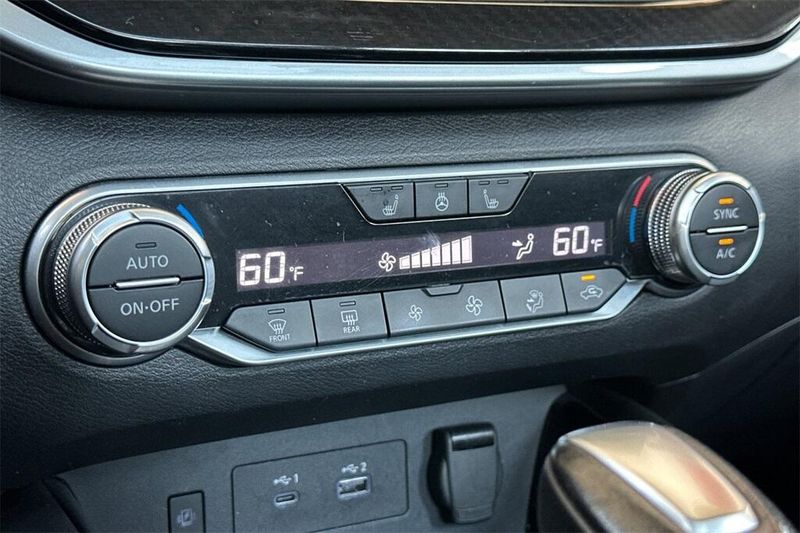 AUTO
ON·OFF
60°F
60°F
SYNC
A/C
FRONT
REAR
1
2